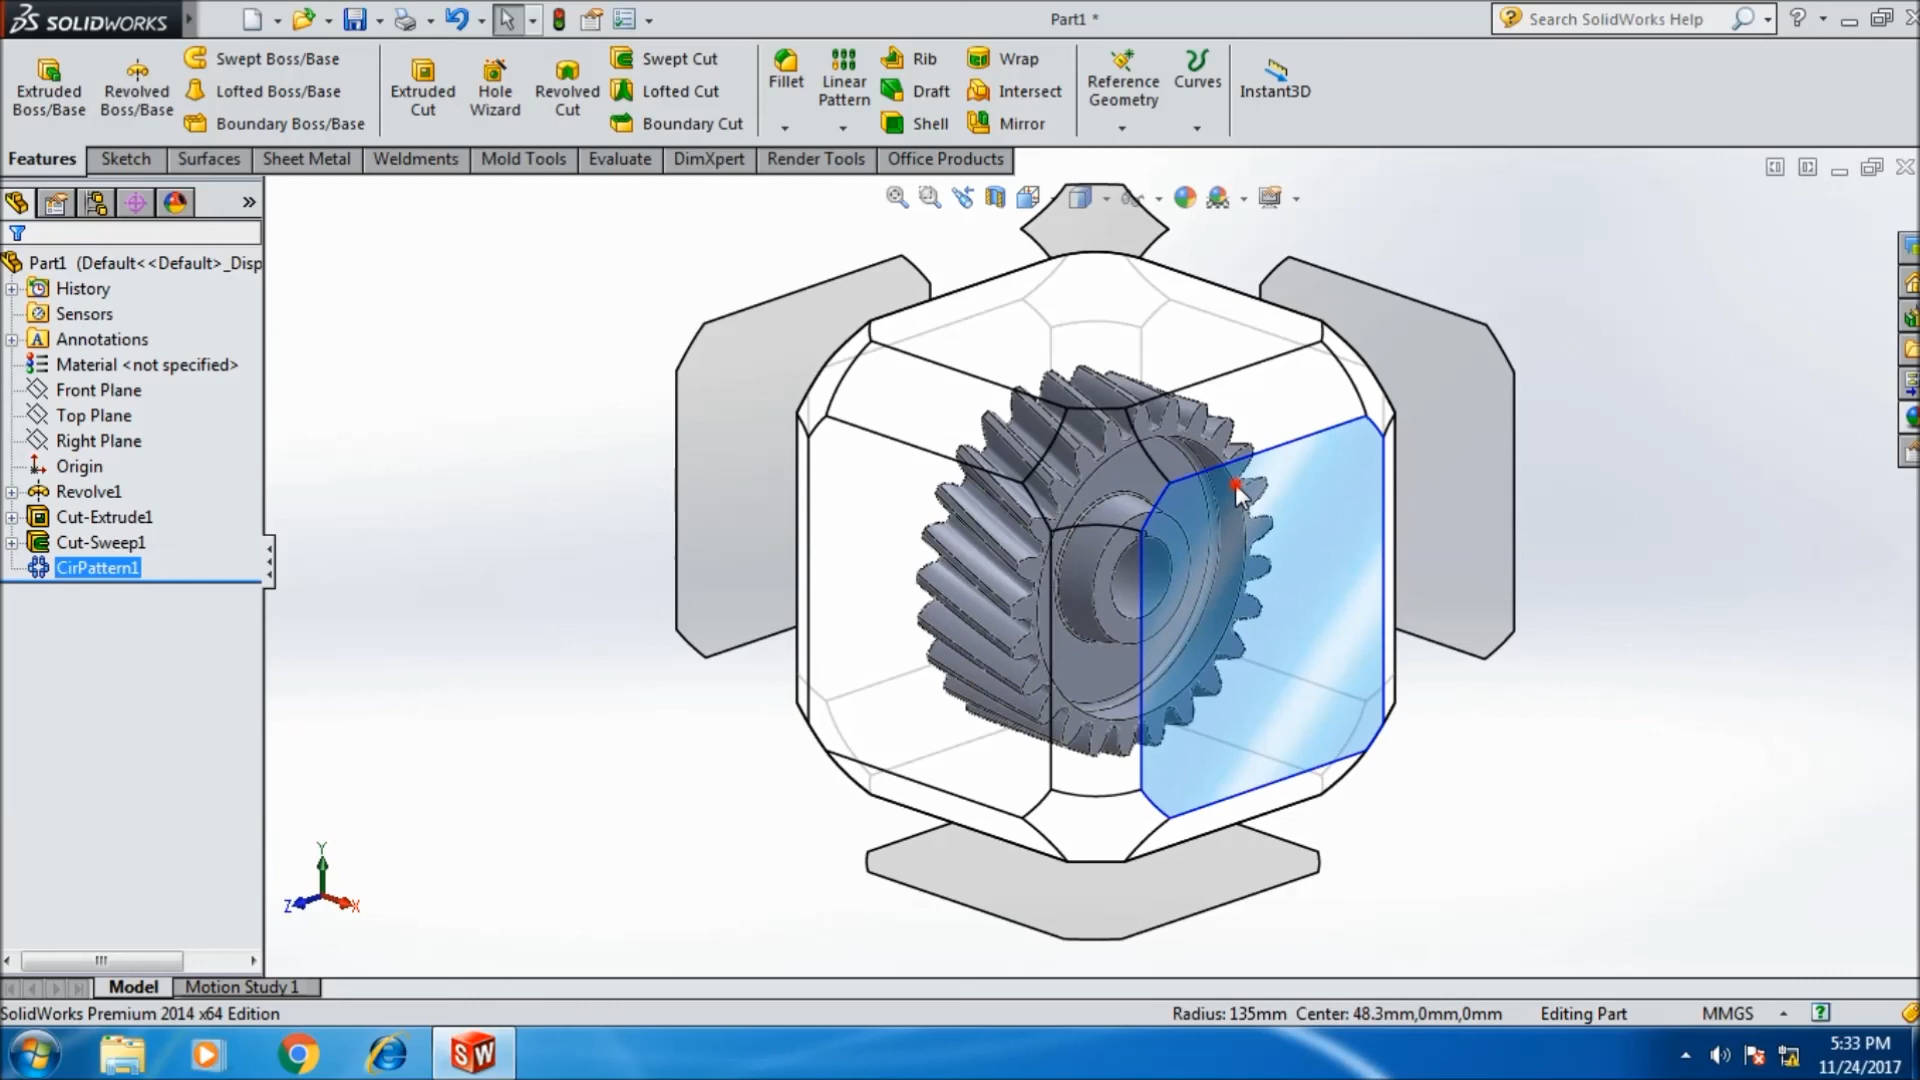 SOLIDWORKS
Part1 *
Search SolidWorks Help
Extruded Boss/Base
Revolved Boss/Base
Swept Boss/Base
Lofted Boss/Base
Boundary Boss/Base
Extruded Cut
Hole Wizard
Revolved Cut
Swept Cut
Lofted Cut
Boundary Cut
Fillet
Linear Pattern
Rib
Draft
Shell
Wrap
Intersect
Mirror
Reference Geometry
Curves
Instant3D
Features Sketch Surfaces Sheet Metal Weldments Mold Tools Evaluate DimXpert Render Tools Office Products
Part1 (Default<<Default>_Disp
History
Sensors
Annotations
Material <not specified>
Front Plane
Top Plane
Right Plane
Origin
Revolve1
Cut-Extrude1
Cut-Sweep1
CirPattern1
Y
Z
X
Model Motion Study 1
SolidWorks Premium 2014 x64 Edition
Radius: 135mm Center: 48.3mm,0mm,0mm
Editing Part
MMGS
SW
5:33 PM
11/24/2017